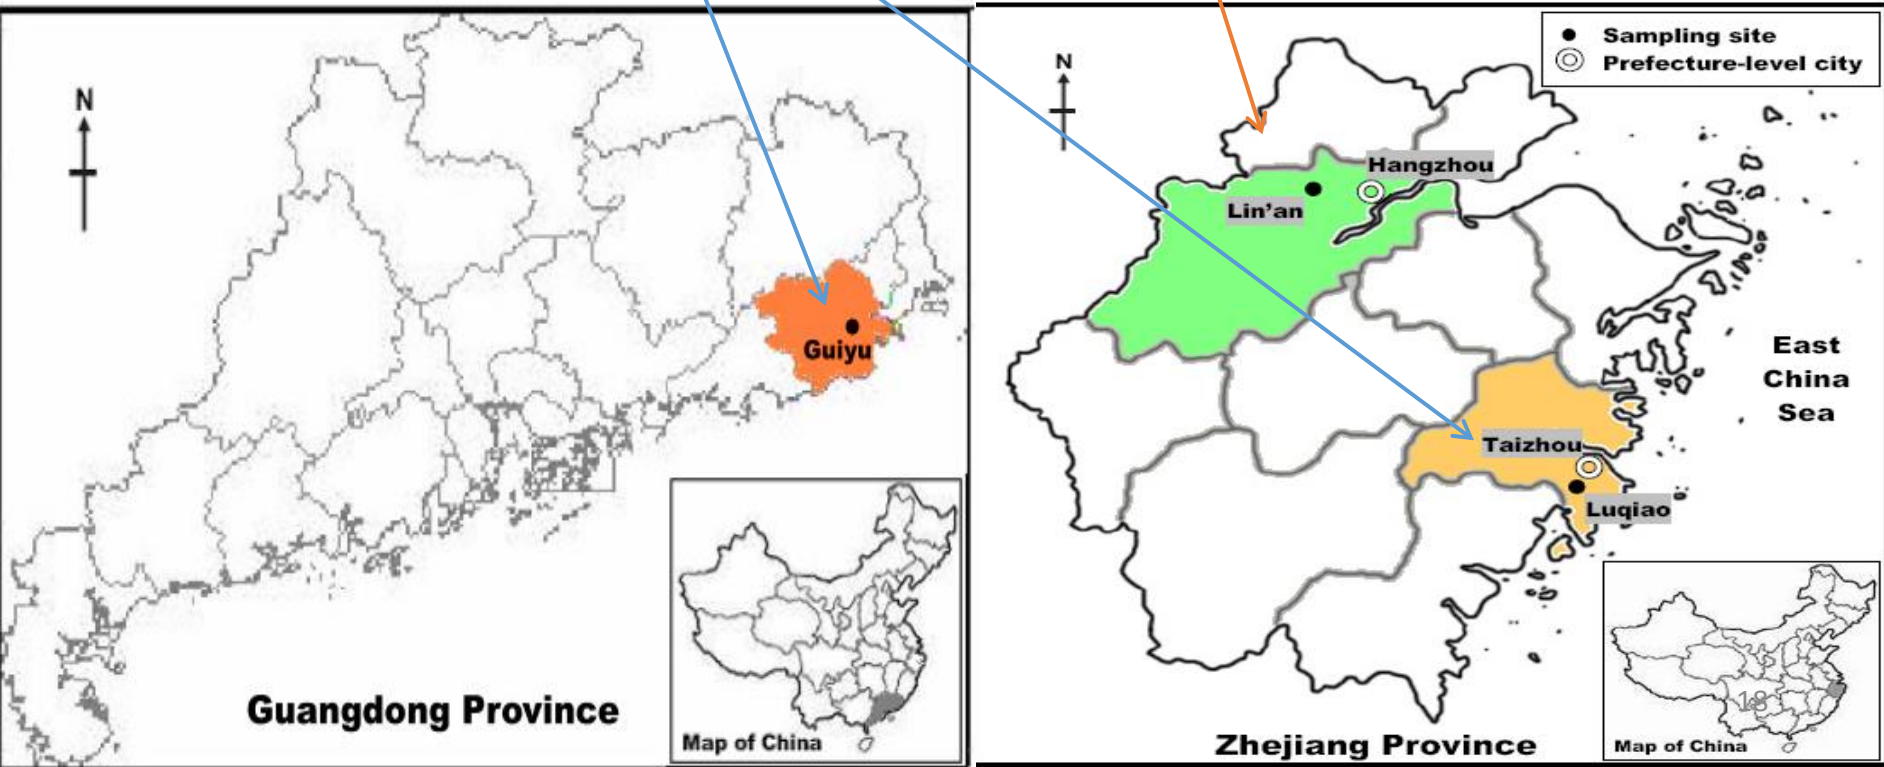 N
Guiyu
Guangdong Province
Map of China
N
Sampling site
Prefecture-level city
Hangzhou
Lin’an
East
China
Sea
Taizhou
Luqiao
18
Zhejiang Province
Map of China